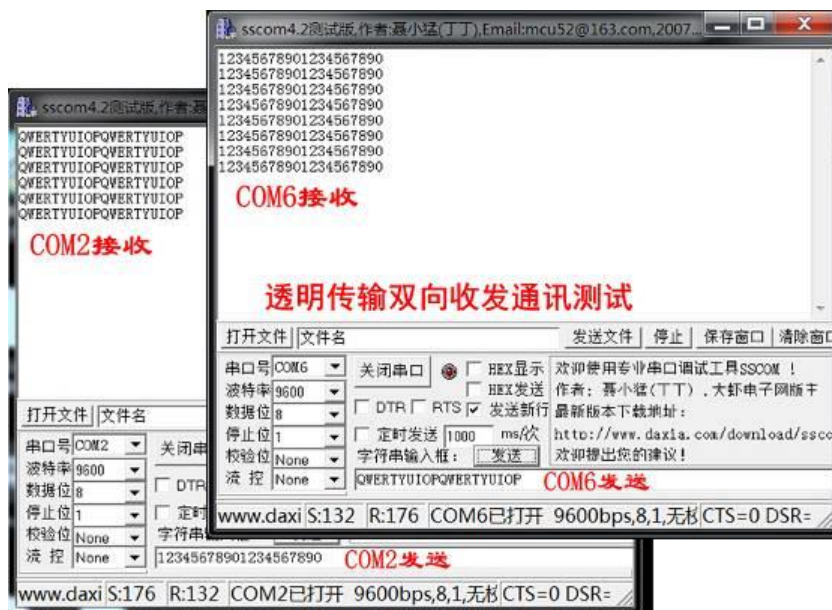 sscom4.2测试版,作者:聂小猛(丁丁),Email:mcu52@163.com,2007...
12345678901234567890
12345678901234567890
12345678901234567890
12345678901234567890
12345678901234567890
12345678901234567890
12345678901234567890
12345678901234567890
COM6接收
透明传输双向收发通讯测试
打开文件 文件名 发送文件 停止 保存窗口 清除窗口
串口号 COM6 关闭串口 HEX显示 欢迎使用专业串口调试工具SSCOM !
波特率 9600 HEX发送 作者: 聂小猛(丁丁) ,大虾电子网版主
数据位 8 DTR RTS 发送新行 最新版本下载地址:
停止位 1 定时发送 1000 ms/次 http://www.daxia.com/download/ssco
校验位 None 字符串输入框: 发送 欢迎提出您的建议!
流 控 None QWERTYUIOPQWERTYUIOP COM6发送
www.daxi S:132 R:176 COM6已打开 9600bps,8,1,无校 CTS=0 DSR=
sscom4.2测试版,作者:聂
QWERTYUIOPQWERTYUIOP
QWERTYUIOPQWERTYUIOP
QWERTYUIOPQWERTYUIOP
QWERTYUIOPQWERTYUIOP
QWERTYUIOPQWERTYUIOP
QWERTYUIOPQWERTYUIOP
COM2接收
打开文件 文件名
串口号 COM2 关闭串
波特率 9600
数据位 8 DTR
停止位 1 定时
校验位 None 字符串
流 控 None 12345678901234567890 COM2发送
www.daxi S:176 R:132 COM2已打开 9600bps,8,1,无校 CTS=0 DSR=